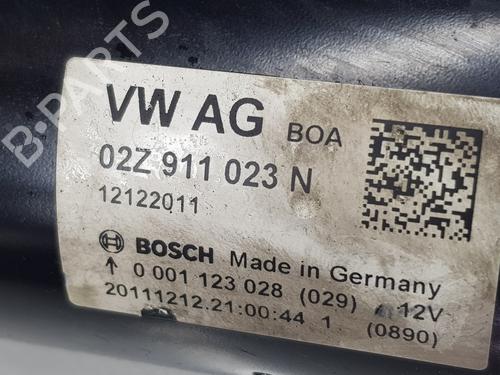 B-PARTS
VW AG BOA
02Z 911 023 N
12122011
BOSCH Made in Germany
↑ 0 001 123 028 (029) 12V
20111212.21:00:44 1 (0890)